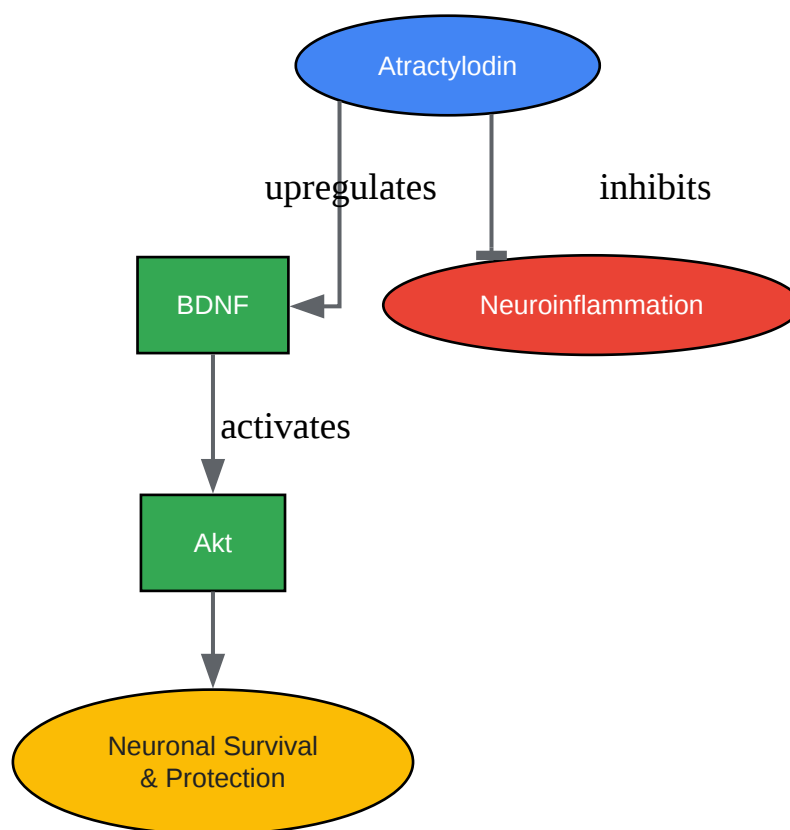 Atractylodin
upregulates
inhibits
BDNF
Neuroinflammation
activates
Akt
Neuronal Survival
& Protection